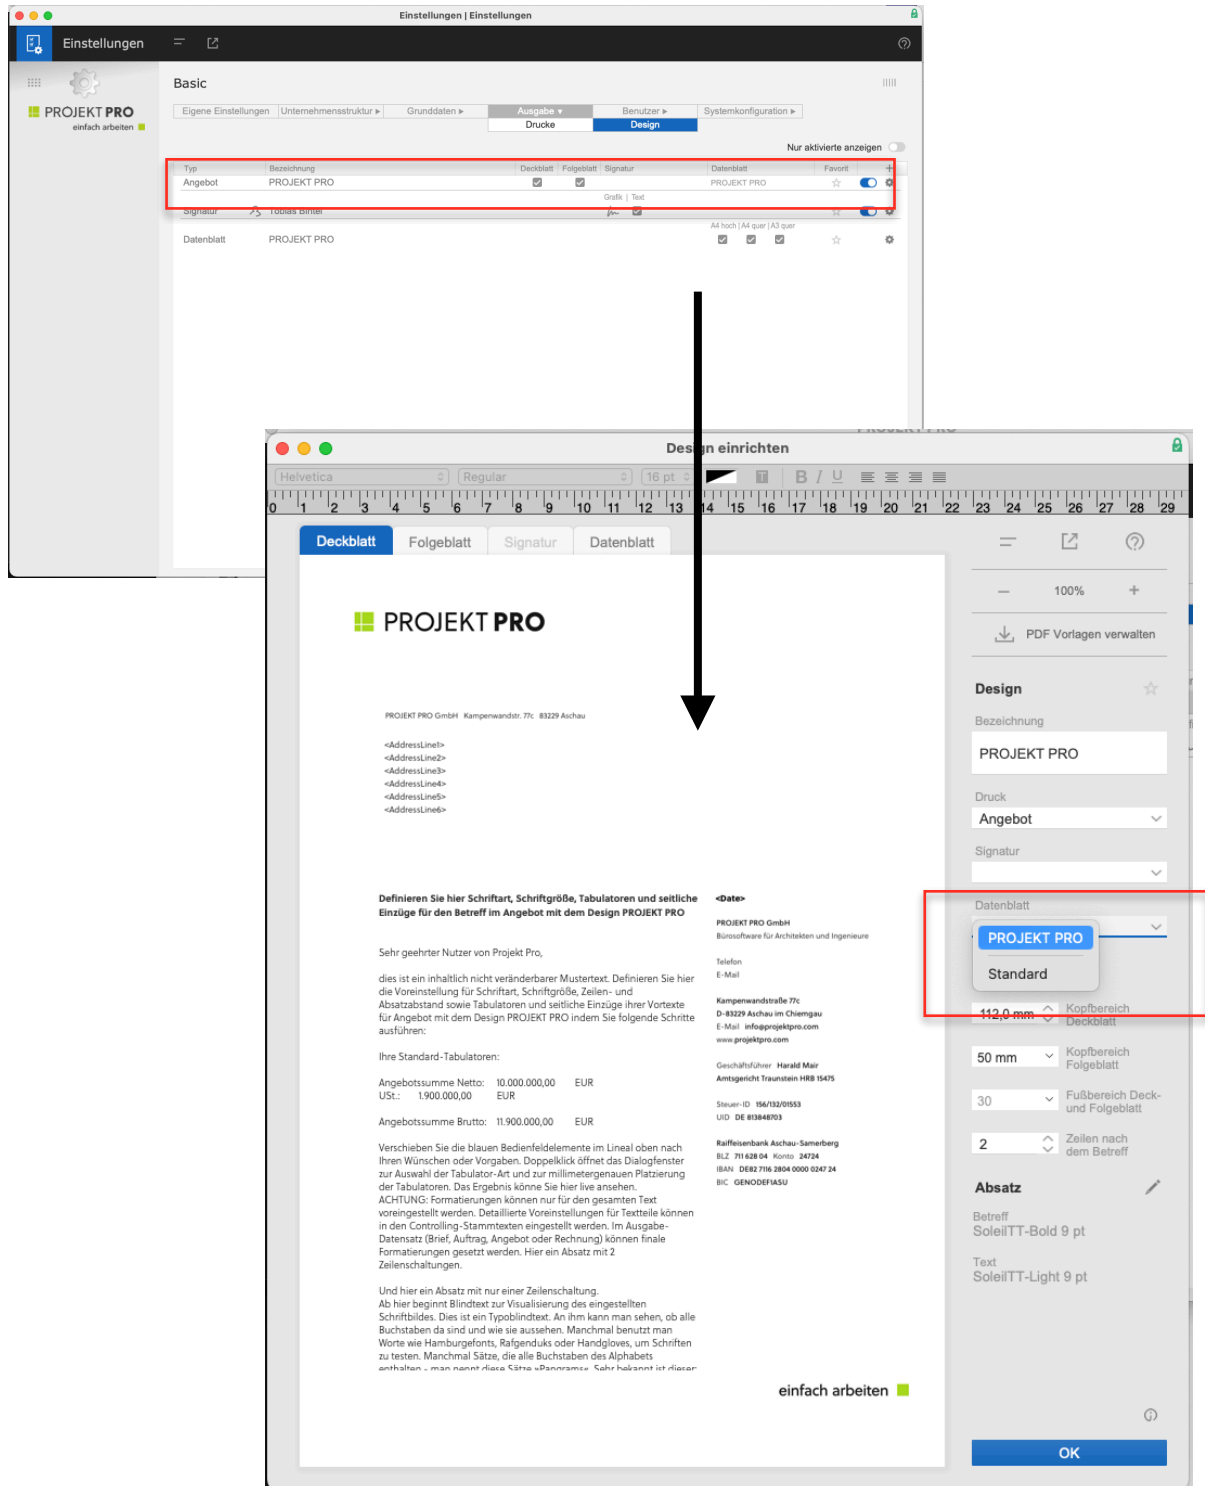 Einstellungen | Einstellungen
Einstellungen
Basic
PROJEKT PRO
einfach arbeiten
Eigene Einstellungen Unternehmensstruktur Grunddaten Ausgabe Benutzer Systemkonfiguration
Drucke Design
Nur aktivierte anzeigen
Typ Bezeichnung Deckblatt Folgeblatt Signatur Datenblatt Favorit +
Angebot PROJEKT PRO PROJEKT PRO
Grafik | Text
Signatur Tobias Bintel
A4 hoch | A4 quer | A3 quer
Datenblatt PROJEKT PRO
PROJEKT PRO
Design einrichten
Helvetica Regular 16 pt B I U
0 1 2 3 4 5 6 7 8 9 10 11 12 13 14 15 16 17 18 19 20 21 22 23 24 25 26 27 28 29
Deckblatt Folgeblatt Signatur Datenblatt
— 100% +
PDF Vorlagen verwalten
PROJEKT PRO
PROJEKT PRO GmbH Kampenwandstr. 77c 83229 Aschau
<AddressLine1>
<AddressLine2>
<AddressLine3>
<AddressLine4>
<AddressLine5>
<AddressLine6>
Definieren Sie hier Schriftart, Schriftgröße, Tabulatoren und seitliche
Einzüge für den Betreff im Angebot mit dem Design PROJEKT PRO
Sehr geehrter Nutzer von Projekt Pro,
dies ist ein inhaltlich nicht veränderbarer Mustertext. Definieren Sie hier
die Voreinstellung für Schriftart, Schriftgröße, Zeilen- und
Absatzabstand sowie Tabulatoren und seitliche Einzüge ihrer Vortexte
für Angebot mit dem Design PROJEKT PRO indem Sie folgende Schritte
ausführen:
Ihre Standard-Tabulatoren:
Angebotssumme Netto: 10.000.000,00 EUR
USt.: 1.900.000,00 EUR
Angebotssumme Brutto: 11.900.000,00 EUR
Verschieben Sie die blauen Bedienfeldelemente im Lineal oben nach
Ihren Wünschen oder Vorgaben. Doppelklick öffnet das Dialogfenster
zur Auswahl der Tabulator-Art und zur millimetergenauen Platzierung
der Tabulatoren. Das Ergebnis könne Sie hier live ansehen.
ACHTUNG: Formatierungen können nur für den gesamten Text
voreingestellt werden. Detaillierte Voreinstellungen für Textteile können
in den Controlling-Stammtexten eingestellt werden. Im Ausgabe-
Datensatz (Brief, Auftrag, Angebot oder Rechnung) können finale
Formatierungen gesetzt werden. Hier ein Absatz mit 2
Zeilenschaltungen.
Und hier ein Absatz mit nur einer Zeilenschaltung.
Ab hier beginnt Blindtext zur Visualisierung des eingestellten
Schriftbildes. Dies ist ein Typoblindtext. An ihm kann man sehen, ob alle
Buchstaben da sind und wie sie aussehen. Manchmal benutzt man
Worte wie Hamburgefonts, Rafgenduks oder Handgloves, um Schriften
zu testen. Manchmal Sätze, die alle Buchstaben des Alphabets
enthalten - man nennt diese Sätze »Pangrams«. Sehr bekannt ist dieser:
<Date>
PROJEKT PRO GmbH
Bürosoftware für Architekten und Ingenieure
Telefon
E-Mail
Kampenwandstraße 77c
D-83229 Aschau im Chiemgau
E-Mail info@projektpro.com
www.projektpro.com
Geschäftsführer Harald Mair
Amtsgericht Traunstein HRB 15475
Steuer-ID 156/132/01553
UID DE 813848703
Raiffeisenbank Aschau-Samerberg
BLZ 711 628 04 Konto 24724
IBAN DE82 7116 2804 0000 0247 24
BIC GENODEF1ASU
einfach arbeiten
Design
Bezeichnung
PROJEKT PRO
Druck
Angebot
Signatur
Datenblatt
PROJEKT PRO
Standard
112,0 mm Kopfbereich
Deckblatt
50 mm Kopfbereich
Folgeblatt
30 Fußbereich Deck-
und Folgeblatt
2 Zeilen nach
dem Betreff
Absatz
Betreff
SoleilTT-Bold 9 pt
Text
SoleilTT-Light 9 pt
OK